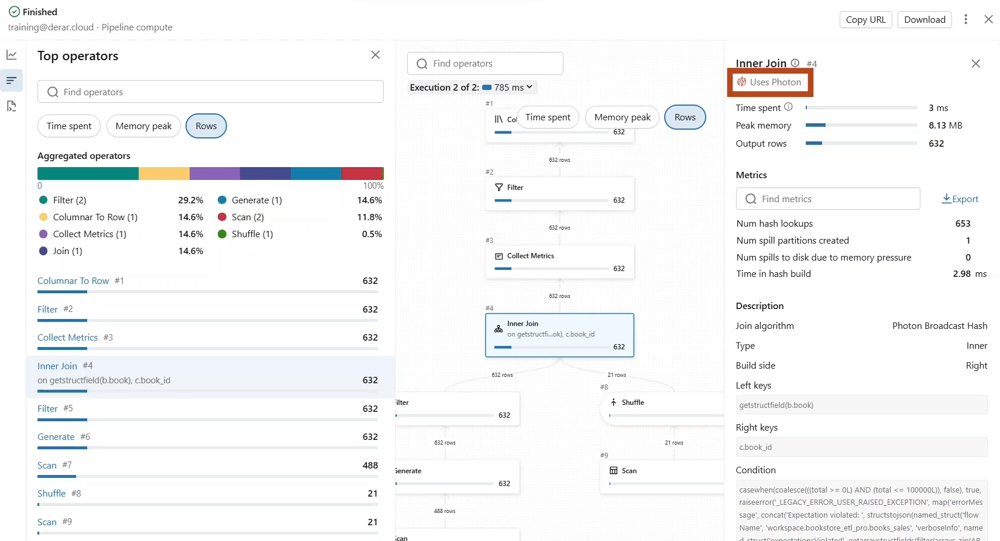 Finished
training@derar.cloud · Pipeline compute
Copy URL
Download
Top operators
Find operators
Time spent
Memory peak
Rows
Aggregated operators
0
100%
Filter (2) 29.2%
Columnar To Row (1) 14.6%
Collect Metrics (1) 14.6%
Join (1) 14.6%
Generate (1) 14.6%
Scan (2) 11.8%
Shuffle (1) 0.5%
Columnar To Row #1 632
Filter #2 632
Collect Metrics #3 632
Inner Join #4
on getstructfield(b.book), c.book_id 632
Filter #5 632
Generate #6 632
Scan #7 488
Shuffle #8 21
Scan #9 21
Find operators
Execution 2 of 2: 785 ms
Time spent
Memory peak
Rows
#1
Col
632
632 rows
#2
Filter
632
632 rows
#3
Collect Metrics
632
632 rows
#4
Inner Join
on getstructfi...ok), c.book_id
632
632 rows
21 rows
ilter
632
#8
Shuffle
632 rows
21 rows
Generate
632
#9
Scan
488 rows
Scan
Inner Join #4
Uses Photon
Time spent 3 ms
Peak memory 8.13 MB
Output rows 632
Metrics
Find metrics
Export
Num hash lookups 653
Num spill partitions created 1
Num spills to disk due to memory pressure 0
Time in hash build 2.98 ms
Description
Join algorithm Photon Broadcast Hash
Type Inner
Build side Right
Left keys
getstructfield(b.book)
Right keys
c.book_id
Condition
casewhen(coalesce(((total >= 0L) AND (total <= 100000L)), false), true,
raiseerror('_LEGACY_ERROR_USER_RAISED_EXCEPTION', map('errorMes
sage', concat('Expectation violated: ', structstojson(named_struct('flow
Name', 'workspace.bookstore_etl_pro.books_sales', 'verboseInfo', name
d_struct('expectationsViolated', getarraystructfields(filter(arrays_zip(AR